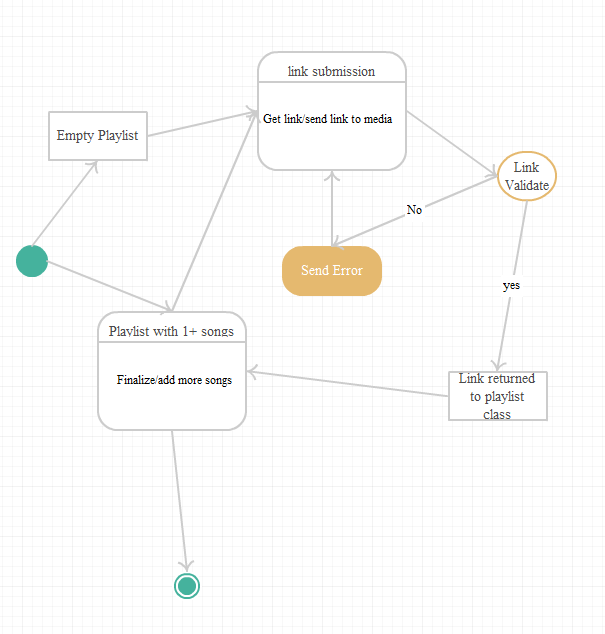 link submission
Get link/send link to media
Empty Playlist
Link
Validate
No
Send Error
yes
Playlist with 1+ songs
Finalize/add more songs
Link returned
to playlist
class